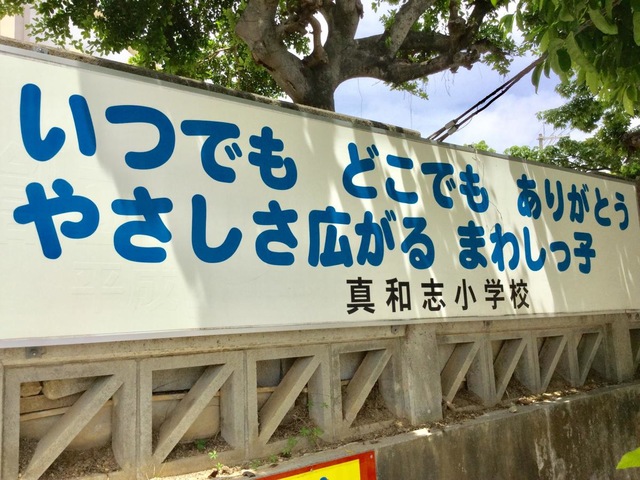 いつでも どこでも ありがとう
やさしさ広がる まわしっ子
真和志小学校